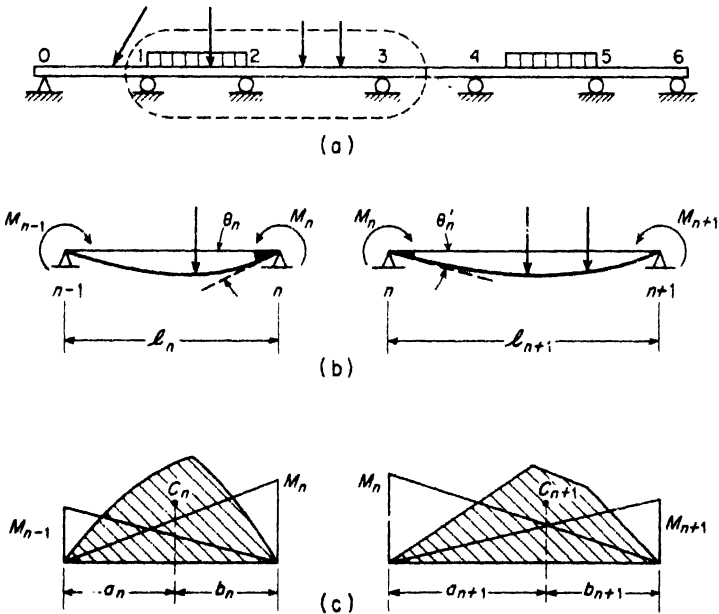 0 1 2 3 4 5 6
(a)
M_{n-1} θ_n M_n M_n θ'_n M_{n+1}
n-1 n n n+1
ℓ_n ℓ_{n+1}
(b)
C_n M_n M_n C_{n+1}
M_{n-1} M_{n+1}
a_n b_n a_{n+1} b_{n+1}
(c)